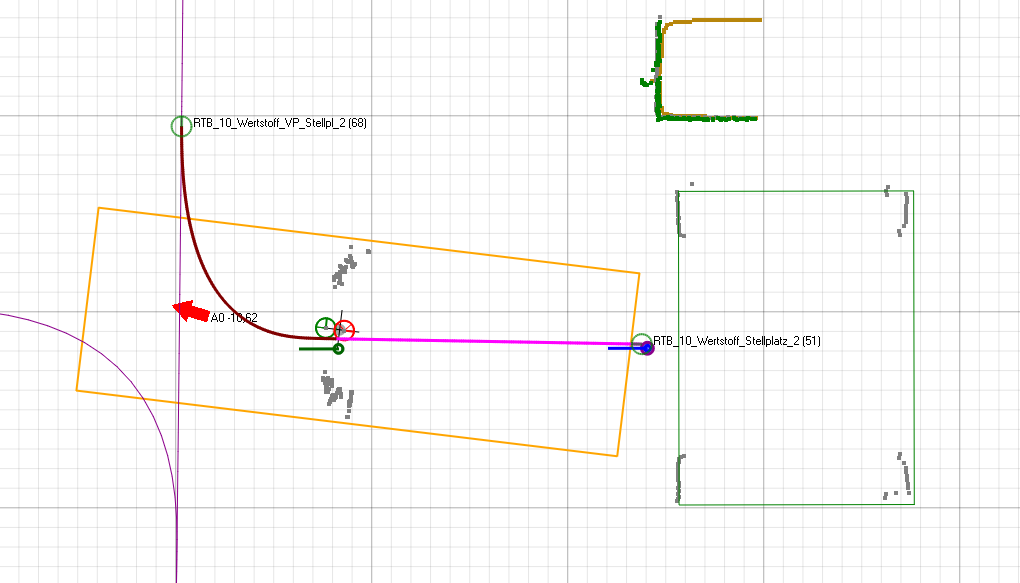 RTB_10_Wertstoff_VP_Stellpl_2 (68)
A0 -10,62
RTB_10_Wertstoff_Stellplatz_2 (51)